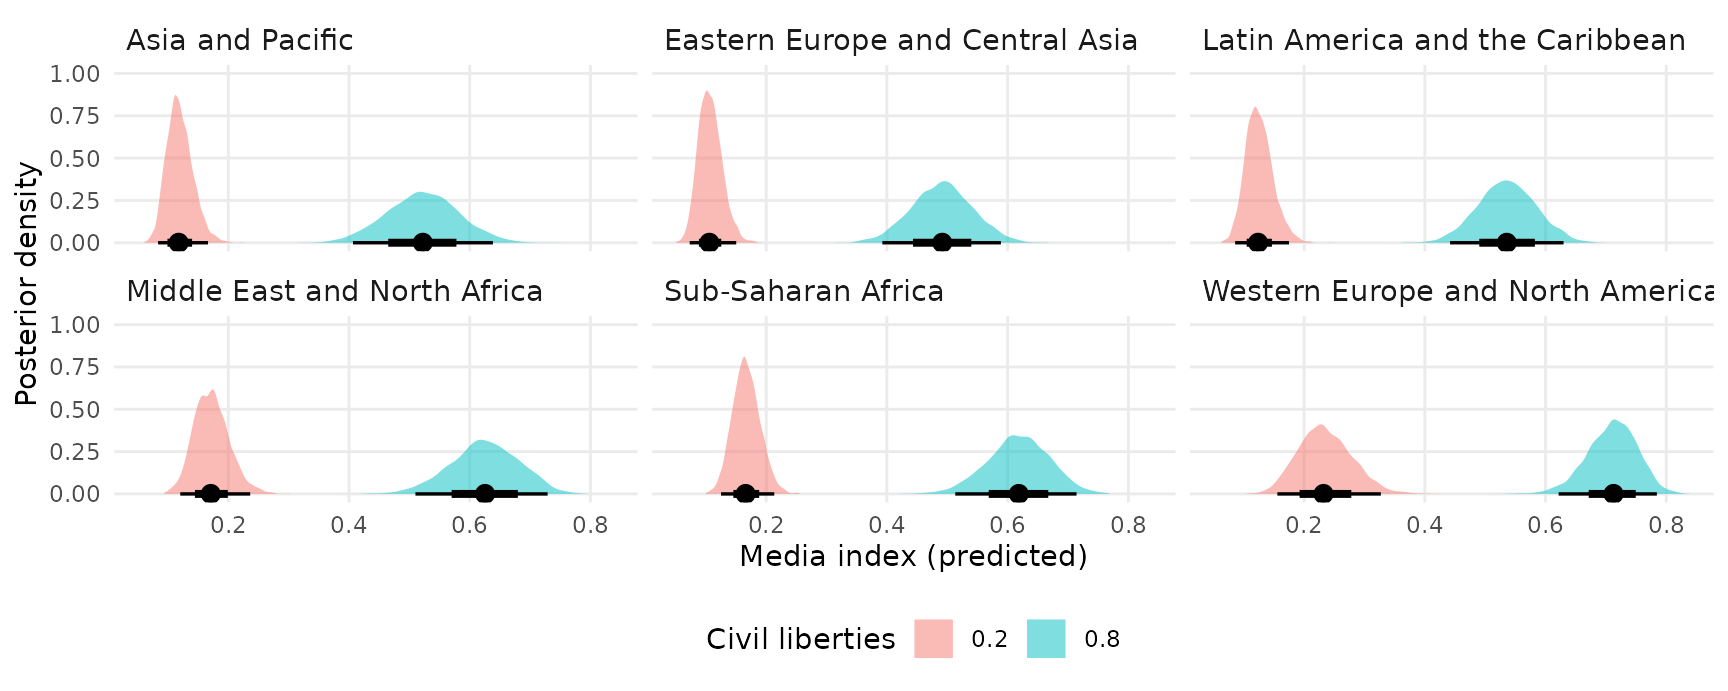 Asia and Pacific
Eastern Europe and Central Asia
Latin America and the Caribbean
1.00
0.75
0.50
0.25
0.00
Middle East and North Africa
Sub-Saharan Africa
Western Europe and North America
1.00
0.75
0.50
0.25
0.00
Posterior density
0.2 0.4 0.6 0.8
0.2 0.4 0.6 0.8
0.2 0.4 0.6 0.8
Media index (predicted)
Civil liberties 0.2 0.8